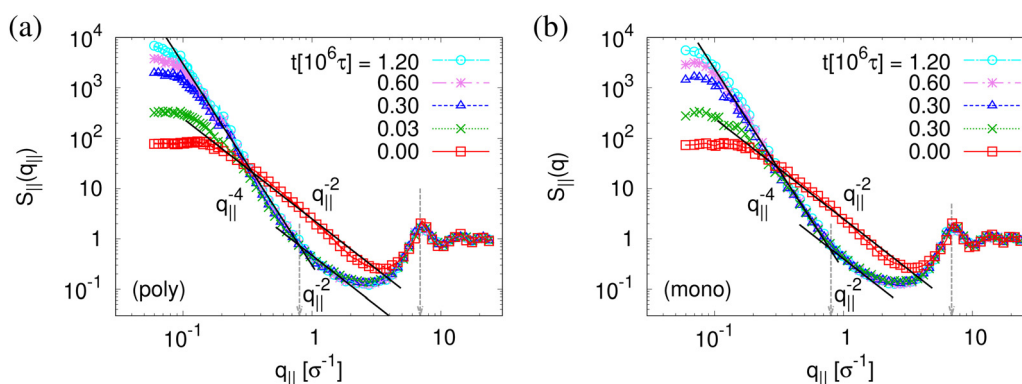 (a)
10^4
10^3
10^2
10
1
10^-1
S_||(q_||)
t[10^6τ] = 1.20
0.60
0.30
0.03
0.00
q_||^-4
q_||^-2
q_||^-2
(poly)
10^-1
1
10
q_|| [σ^-1]
(b)
10^4
10^3
10^2
10
1
10^-1
S_||(q)
t[10^6τ] = 1.20
0.60
0.30
0.30
0.00
q_||^-4
q_||^-2
q_||^-2
(mono)
10^-1
1
10
q_|| [σ^-1]